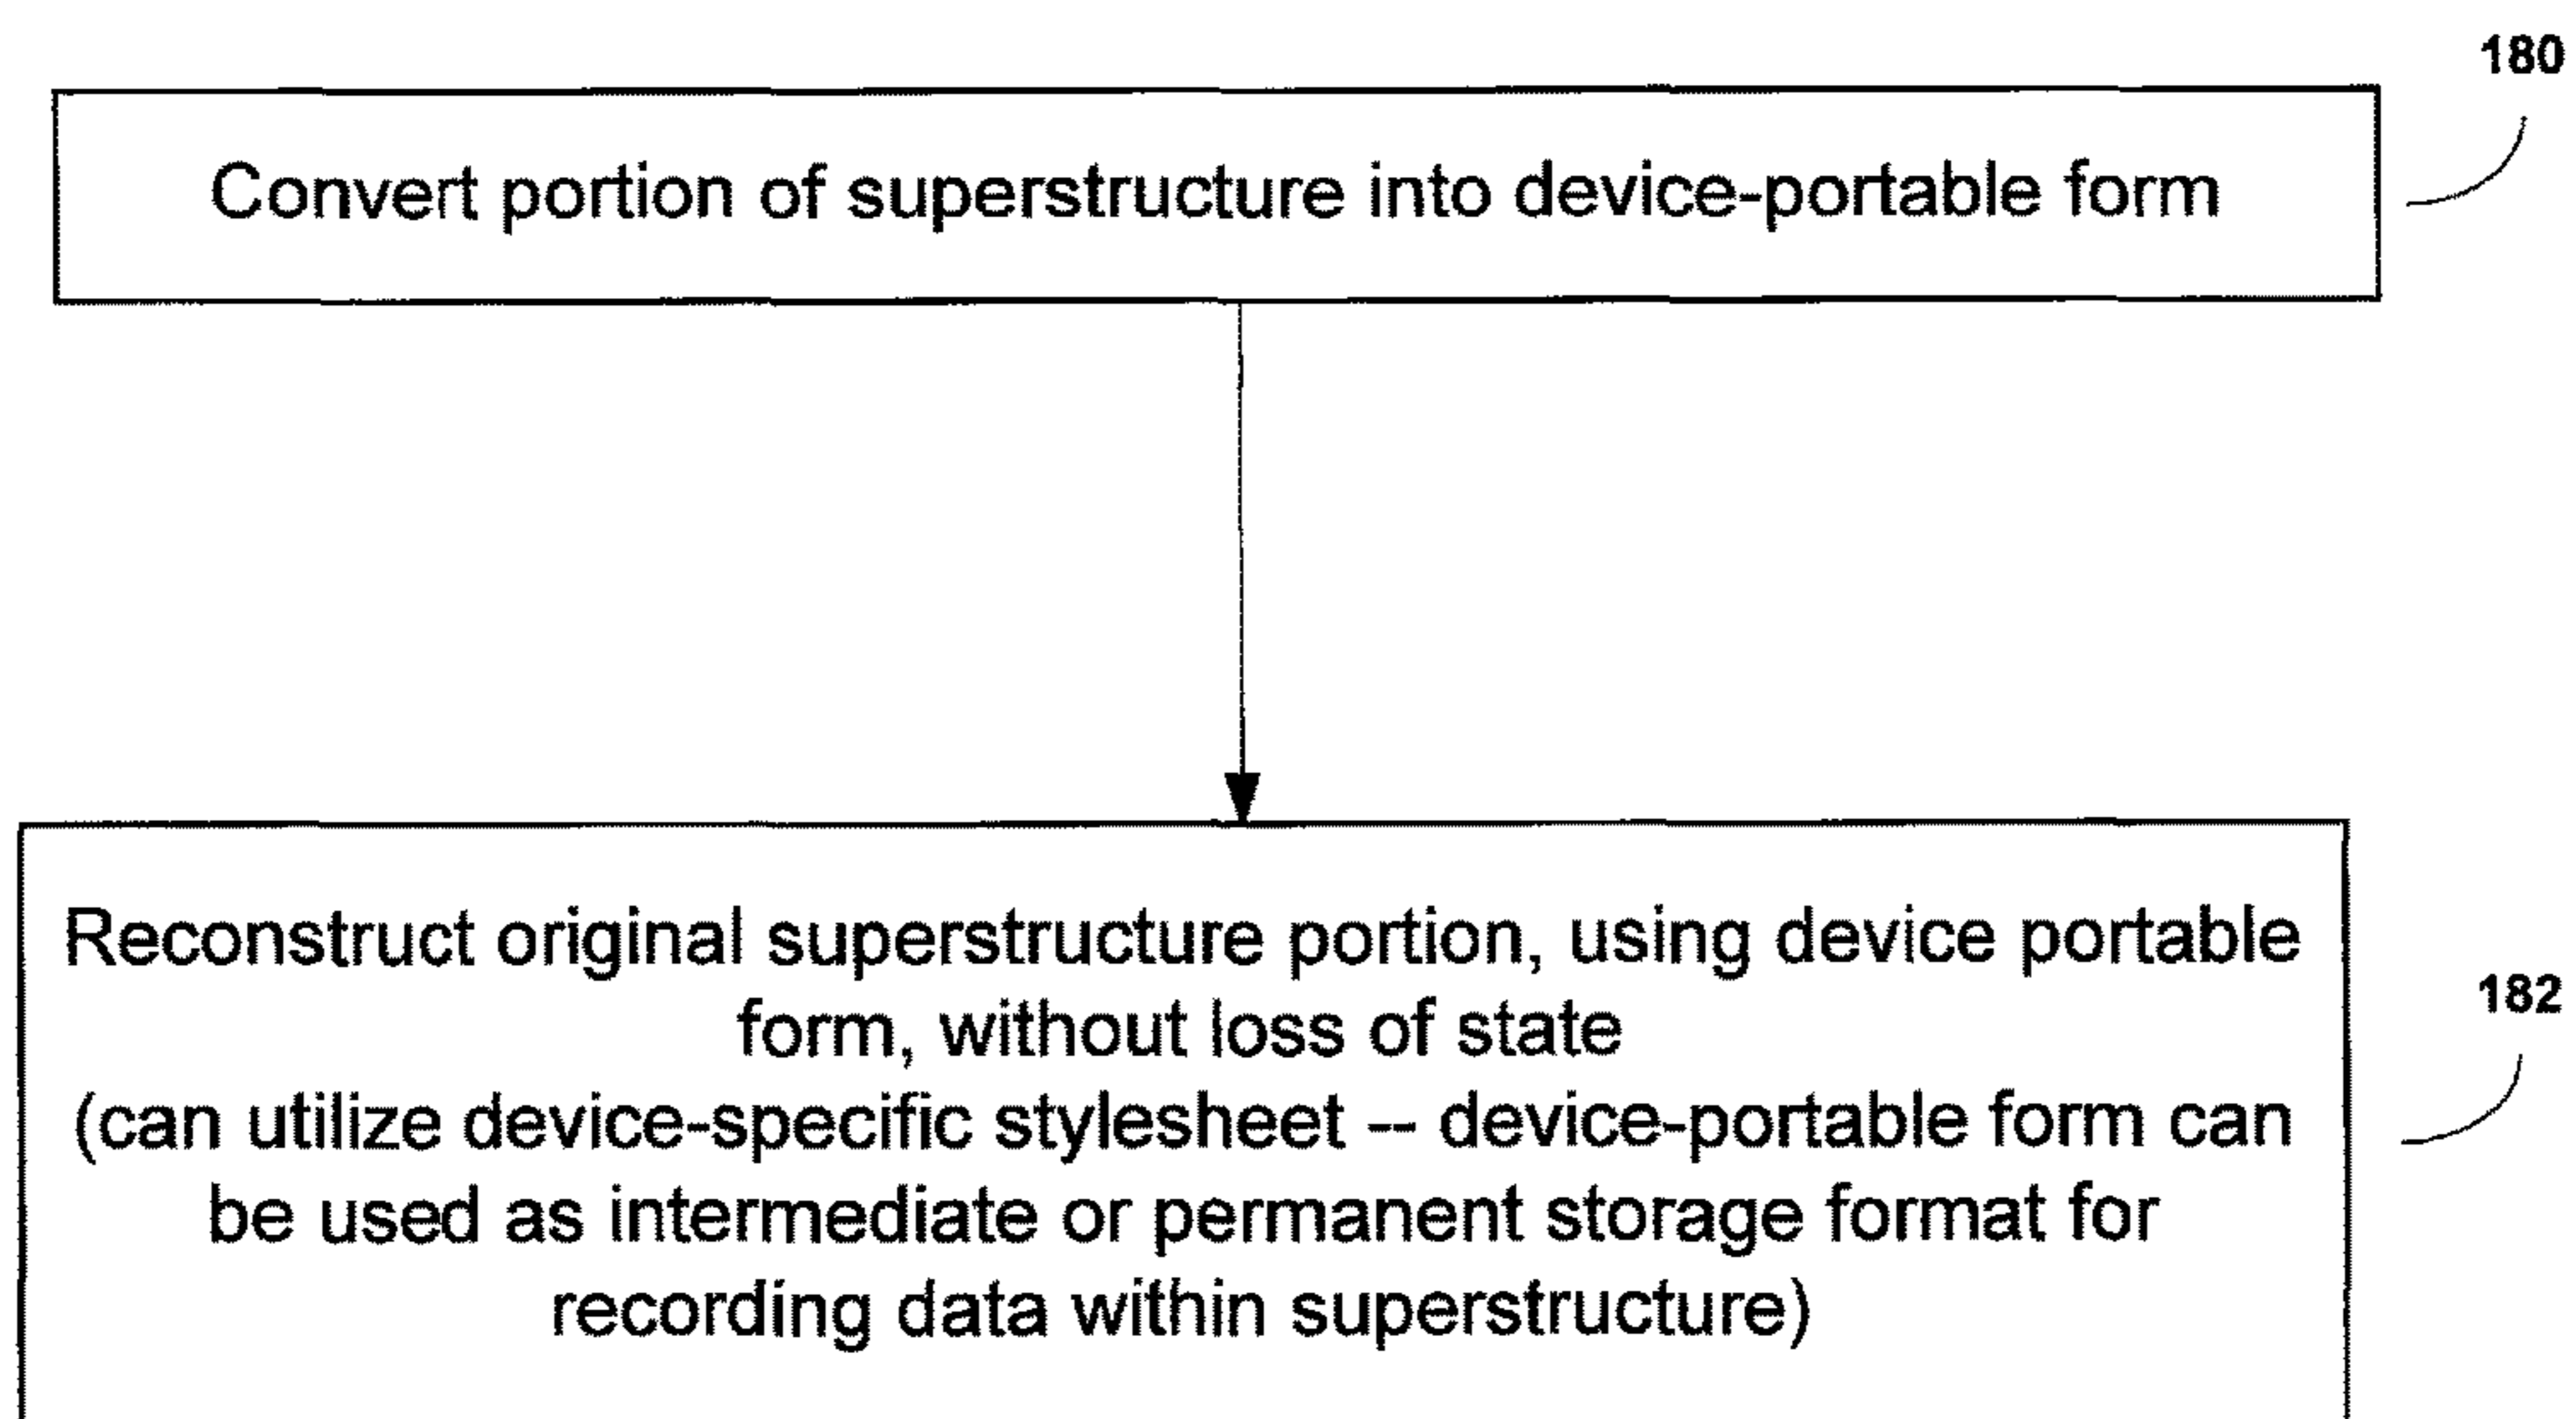 180
Convert portion of superstructure into device-portable form
Reconstruct original superstructure portion, using device portable
form, without loss of state
182
(can utilize device-specific stylesheet -- device-portable form can
be used as intermediate or permanent storage format for
recording data within superstructure)